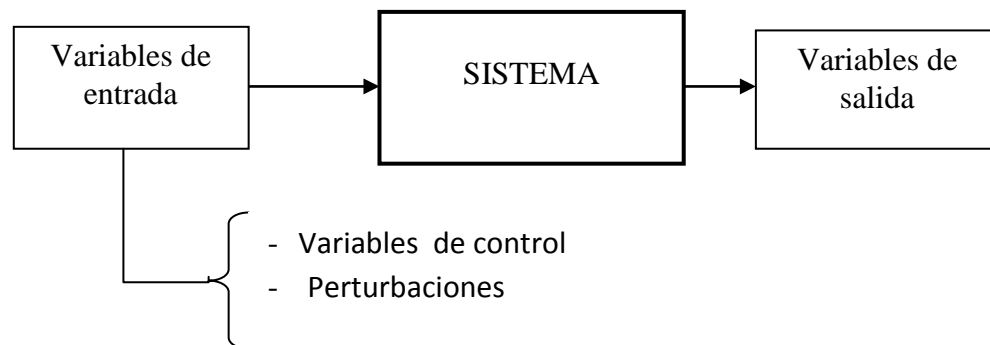 Variables de
entrada
SISTEMA
Variables de
salida
- Variables de control
- Perturbaciones